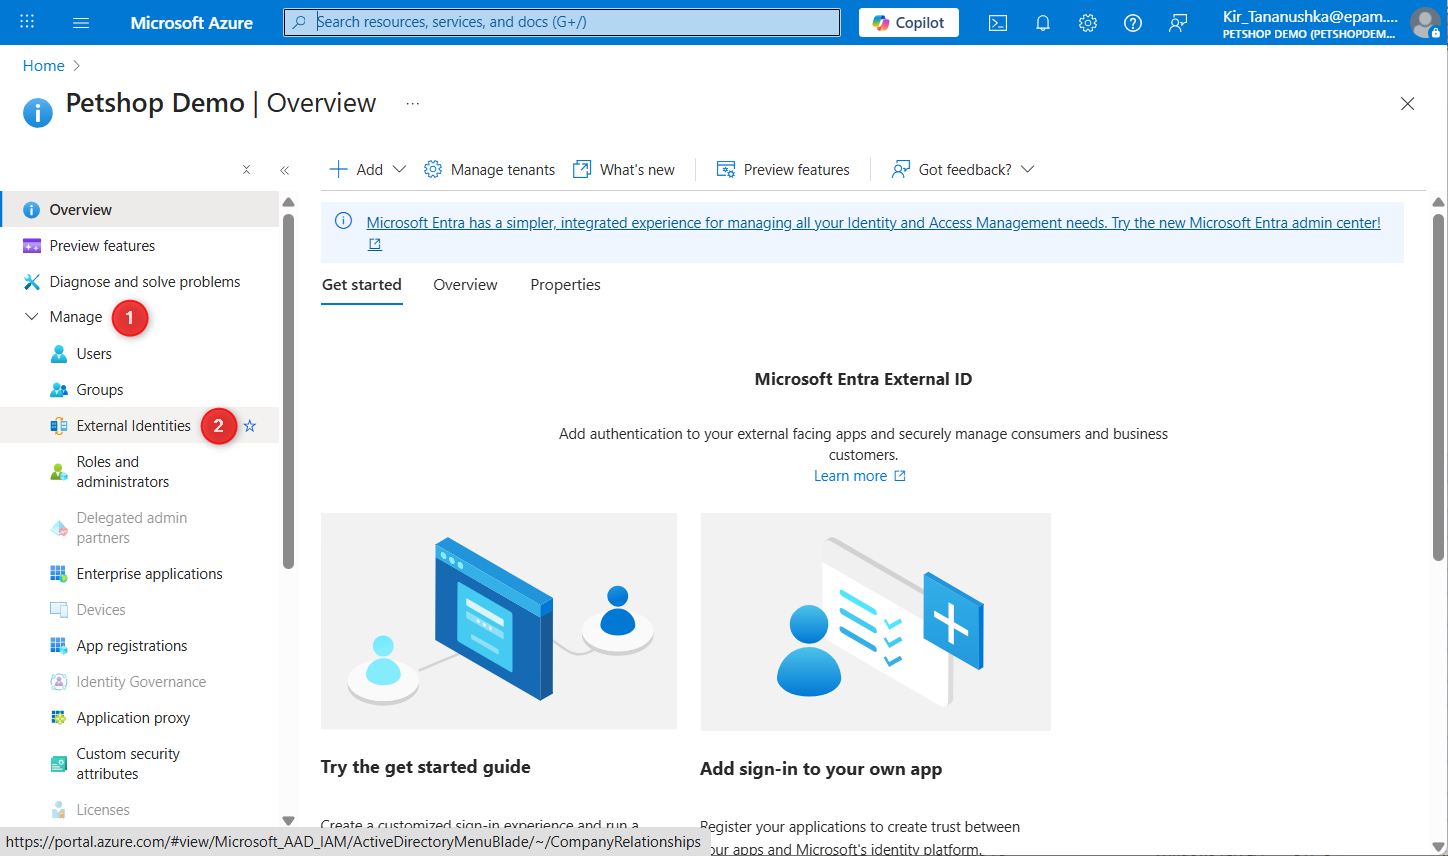 Microsoft Azure
Search resources, services, and docs (G+/)
Copilot
Kir_Tananushka@epam....
PETSHOP DEMO (PETSHOPDEM...
Home
Petshop Demo | Overview
Add
Manage tenants
What's new
Preview features
Got feedback?
Overview
Preview features
Diagnose and solve problems
Manage
1
Users
Groups
External Identities
2
Roles and
administrators
Delegated admin
partners
Enterprise applications
Devices
App registrations
Identity Governance
Application proxy
Custom security
attributes
Licenses
Microsoft Entra has a simpler, integrated experience for managing all your Identity and Access Management needs. Try the new Microsoft Entra admin center!
Get started
Overview
Properties
Microsoft Entra External ID
Add authentication to your external facing apps and securely manage consumers and business
customers.
Learn more
Try the get started guide
Create a customized sign-in experience and run a
Add sign-in to your own app
Register your applications to create trust between
your apps and Microsoft's identity platform.
https://portal.azure.com/#view/Microsoft_AAD_IAM/ActiveDirectoryMenuBlade/~/CompanyRelationships